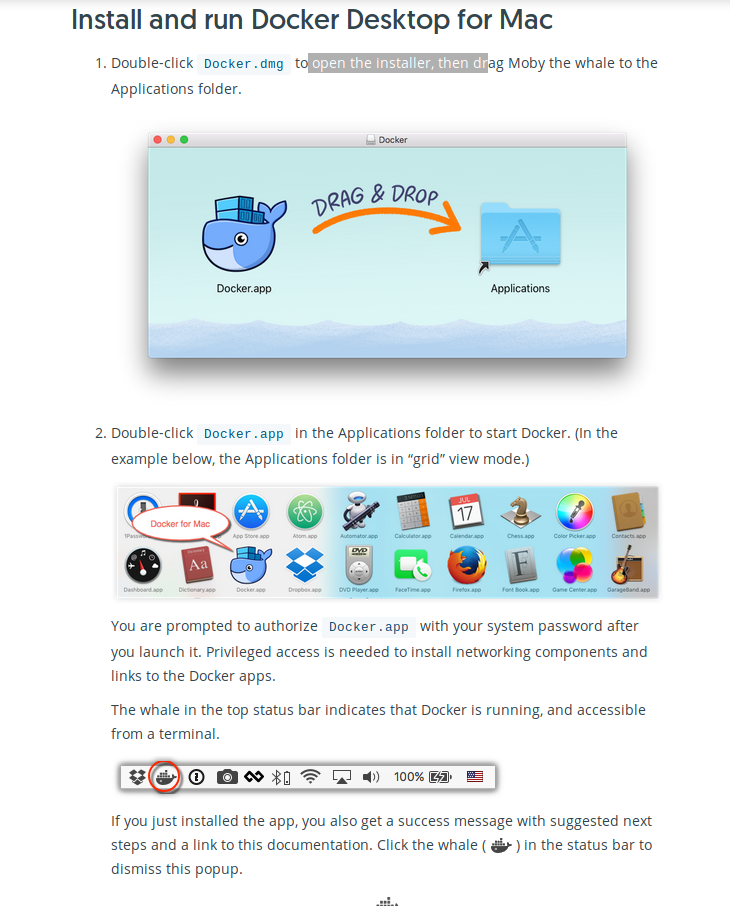 Install and run Docker Desktop for Mac
1. Double-click Docker.dmg to open the installer, then drag Moby the whale to the
Applications folder.
Docker
DRAG & DROP
Docker.app
Applications
2. Double-click Docker.app in the Applications folder to start Docker. (In the
example below, the Applications folder is in “grid” view mode.)
JUL
17
Docker for Mac
App Store.app Atom.app Automator.app Calculator.app Calendar.app Chess.app Color Picker.app Contacts.app
Aa
DVD
F
Dashboard.app Dictionary.app Docker.app Dropbox.app DVD Player.app FaceTime.app Firefox.app Font Book.app Game Center.app GarageBand.app
You are prompted to authorize Docker.app with your system password after
you launch it. Privileged access is needed to install networking components and
links to the Docker apps.
The whale in the top status bar indicates that Docker is running, and accessible
from a terminal.
100%
If you just installed the app, you also get a success message with suggested next
steps and a link to this documentation. Click the whale ( ) in the status bar to
dismiss this popup.